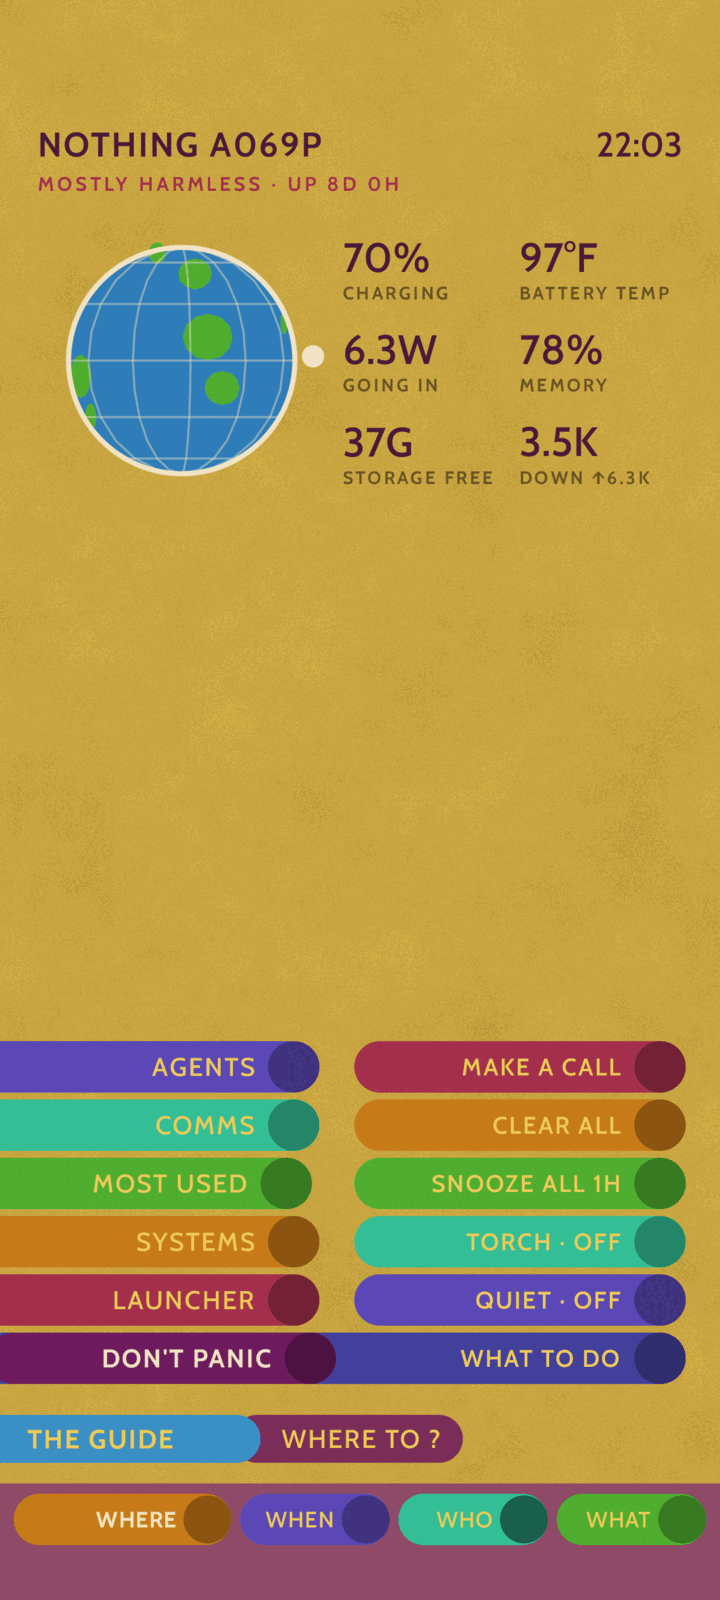 NOTHING A069P 22:03
MOSTLY HARMLESS · UP 8D 0H
70% 97°F
CHARGING BATTERY TEMP
6.3W 78%
GOING IN MEMORY
37G 3.5K
STORAGE FREE DOWN ↑6.3K
AGENTS MAKE A CALL
COMMS CLEAR ALL
MOST USED SNOOZE ALL 1H
SYSTEMS TORCH · OFF
LAUNCHER QUIET · OFF
DON'T PANIC WHAT TO DO
THE GUIDE WHERE TO ?
WHERE WHEN WHO WHAT